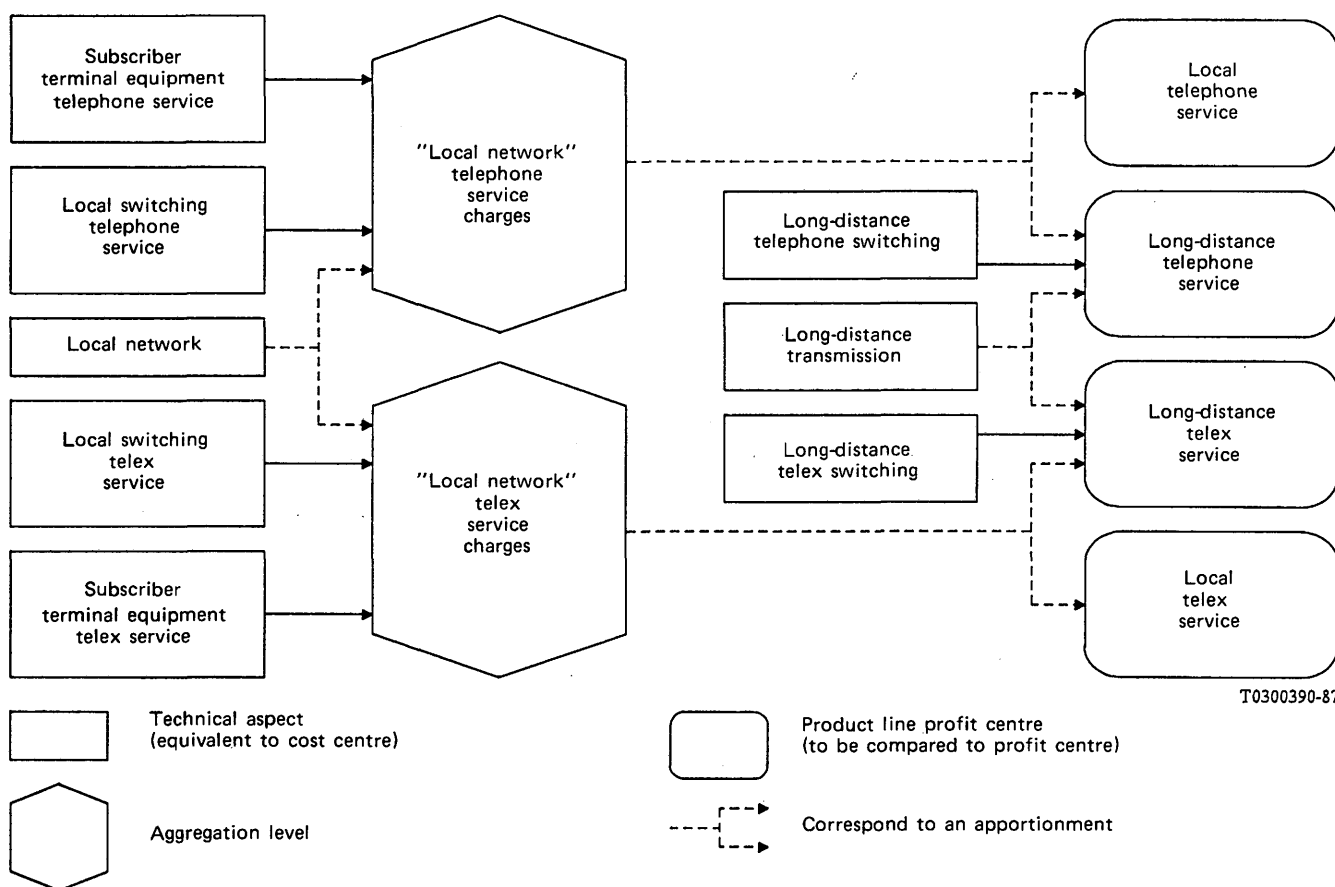 Subscriber
terminal equipment
telephone service
Local switching
telephone
service
Local network
Local switching
telex
service
Subscriber
terminal equipment
telex service
"Local network"
telephone
service
charges
"Local network"
telex
service
charges
Long-distance
telephone switching
Long-distance
transmission
Long-distance
telex switching
Local
telephone
service
Long-distance
telephone
service
Long-distance
telex
service
Local
telex
service
T0300390-87
Technical aspect
(equivalent to cost centre)
Aggregation level
Product line profit centre
(to be compared to profit centre)
Correspond to an apportionment